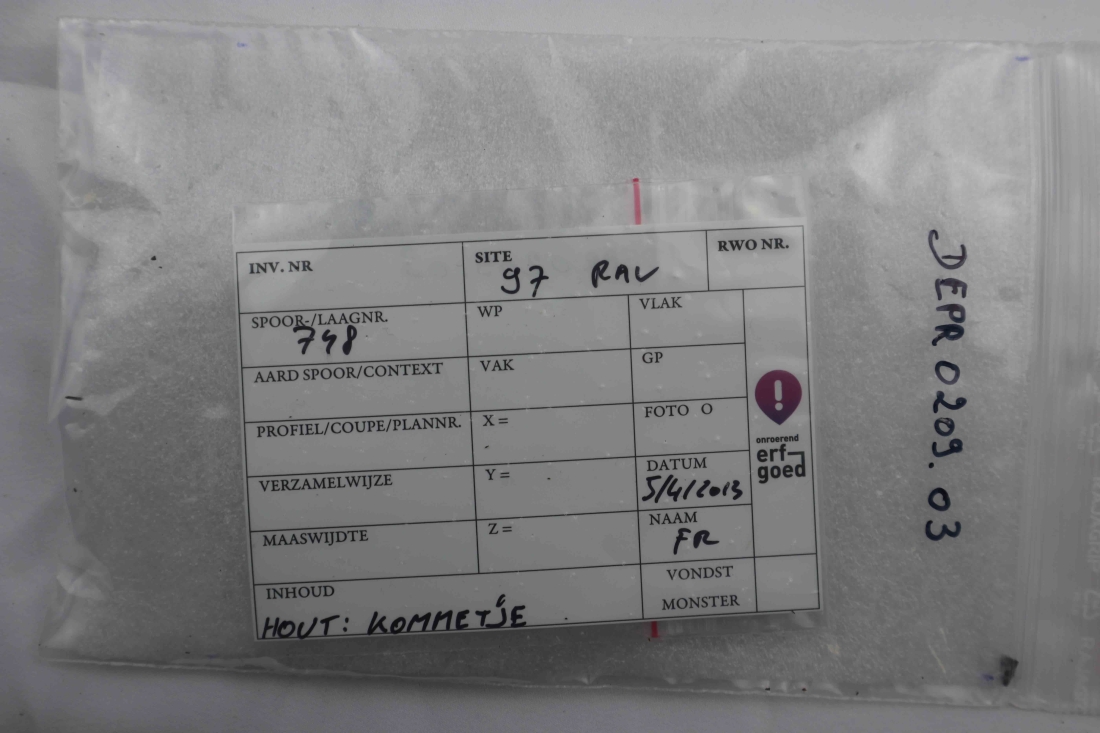 INV. NR
SITE
97 RAV
RWO NR.
SPOOR-/LAAGNR.
748
WP
VLAK
AARD SPOOR/CONTEXT
VAK
GP
PROFIEL/COUPE/PLANNR.
X =
FOTO O
VERZAMELWIJZE
Y =
DATUM
5/4/2013
MAASWIJDTE
Z =
NAAM
FR
INHOUD
HOUT: KOMMETJE
VONDST
MONSTER
onroerend
erf
goed
DEPR0209.03